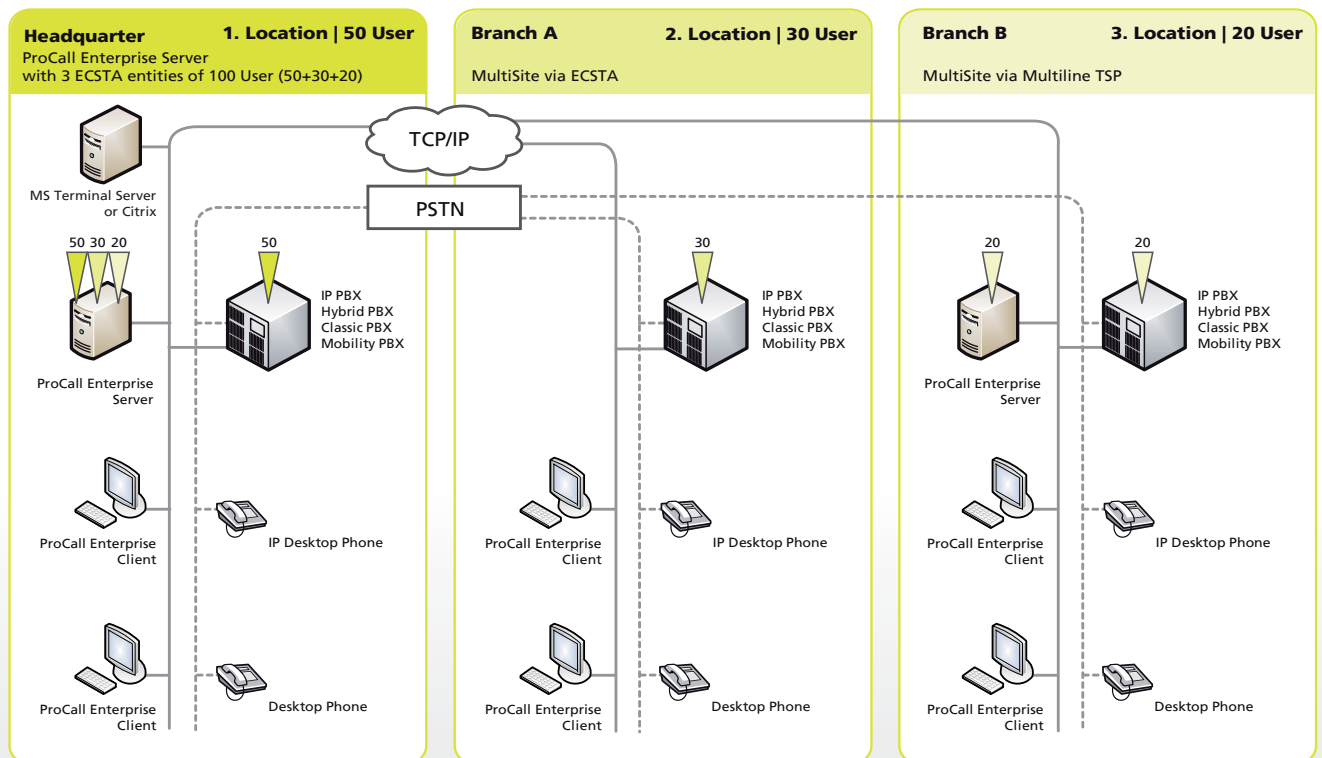 Headquarter
1. Location | 50 User
ProCall Enterprise Server
with 3 ECSTA entities of 100 User (50+30+20)
Branch A
2. Location | 30 User
MultiSite via ECSTA
Branch B
3. Location | 20 User
MultiSite via Multiline TSP
TCP/IP
PSTN
MS Terminal Server
or Citrix
50 30 20
50
IP PBX
Hybrid PBX
Classic PBX
Mobility PBX
ProCall Enterprise
Server
ProCall Enterprise
Client
IP Desktop Phone
ProCall Enterprise
Client
Desktop Phone
30
IP PBX
Hybrid PBX
Classic PBX
Mobility PBX
ProCall Enterprise
Client
IP Desktop Phone
ProCall Enterprise
Client
Desktop Phone
20
20
IP PBX
Hybrid PBX
Classic PBX
Mobility PBX
ProCall Enterprise
Server
ProCall Enterprise
Client
IP Desktop Phone
ProCall Enterprise
Client
Desktop Phone